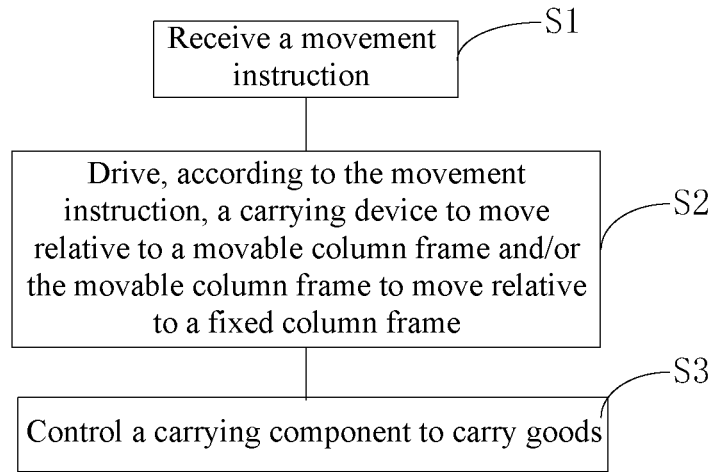 Receive a movement
instruction
S1
Drive, according to the movement
instruction, a carrying device to move
relative to a movable column frame and/or
the movable column frame to move relative
to a fixed column frame
S2
Control a carrying component to carry goods
S3